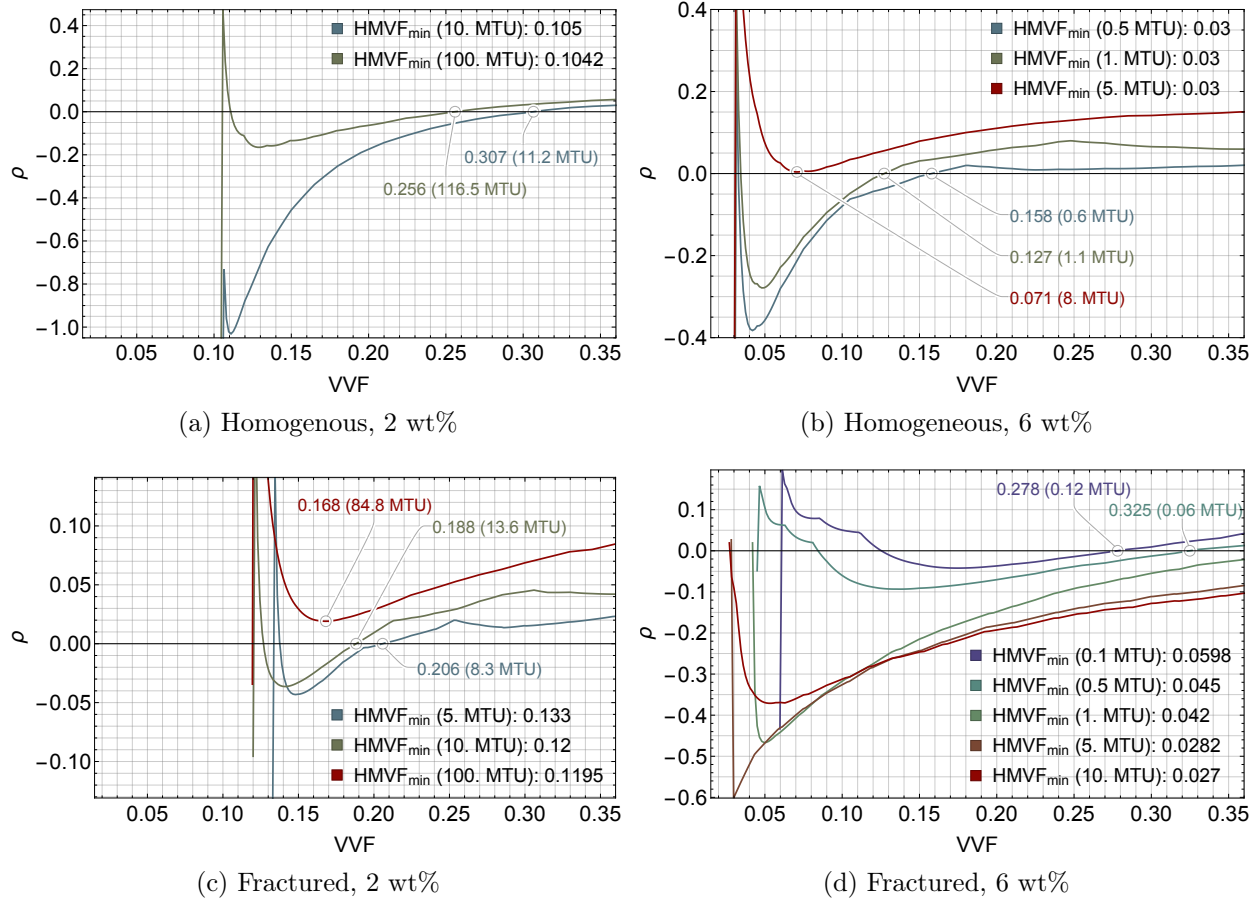 HMVFmin (10. MTU): 0.105
HMVFmin (100. MTU): 0.1042
0.4
0.2
0.0
−0.2
−0.4
−0.6
−0.8
−1.0
ρ
0.307 (11.2 MTU)
0.256 (116.5 MTU)
0.05 0.10 0.15 0.20 0.25 0.30 0.35
VVF
(a) Homogenous, 2 wt%
HMVFmin (0.5 MTU): 0.03
HMVFmin (1. MTU): 0.03
HMVFmin (5. MTU): 0.03
0.4
0.2
0.0
−0.2
−0.4
ρ
0.158 (0.6 MTU)
0.127 (1.1 MTU)
0.071 (8. MTU)
0.05 0.10 0.15 0.20 0.25 0.30 0.35
VVF
(b) Homogeneous, 6 wt%
0.168 (84.8 MTU)
0.188 (13.6 MTU)
0.10
0.05
0.00
−0.05
−0.10
ρ
0.206 (8.3 MTU)
HMVFmin (5. MTU): 0.133
HMVFmin (10. MTU): 0.12
HMVFmin (100. MTU): 0.1195
0.05 0.10 0.15 0.20 0.25 0.30 0.35
VVF
(c) Fractured, 2 wt%
0.278 (0.12 MTU)
0.325 (0.06 MTU)
0.1
0.0
−0.1
−0.2
−0.3
−0.4
−0.5
−0.6
ρ
HMVFmin (0.1 MTU): 0.0598
HMVFmin (0.5 MTU): 0.045
HMVFmin (1. MTU): 0.042
HMVFmin (5. MTU): 0.0282
HMVFmin (10. MTU): 0.027
0.05 0.10 0.15 0.20 0.25 0.30 0.35
VVF
(d) Fractured, 6 wt%